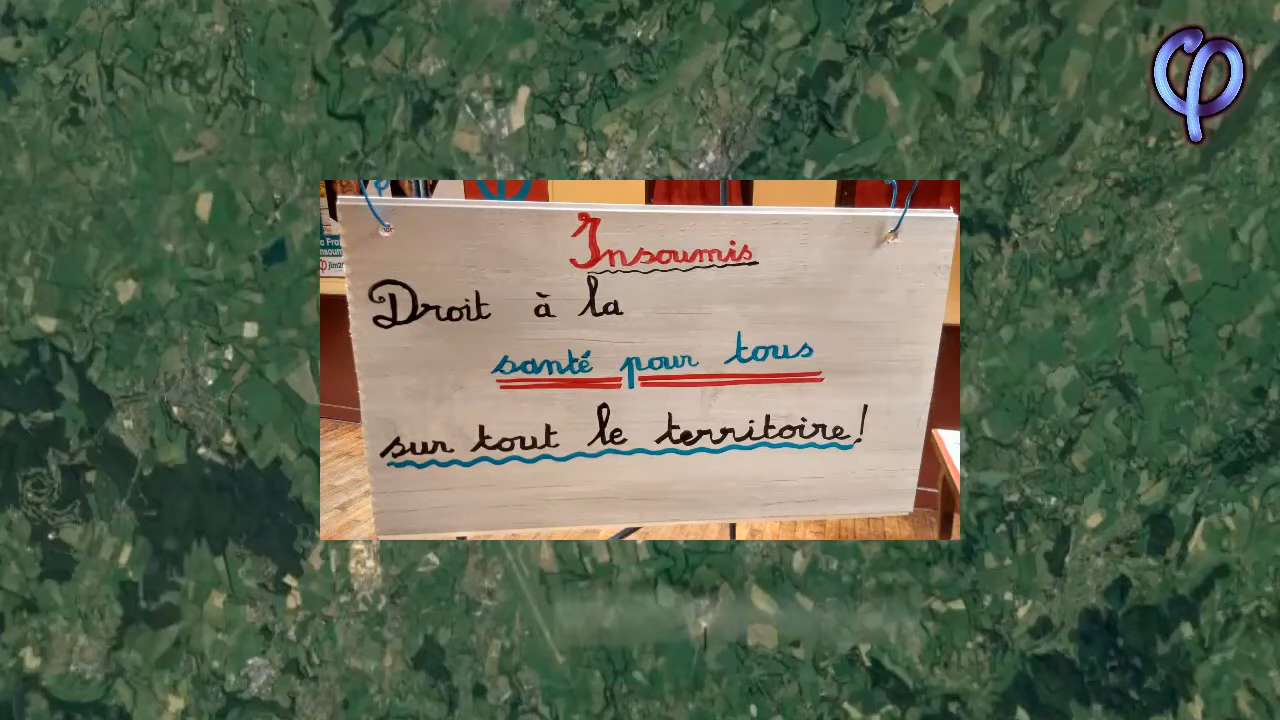 φ
Insoumis
Droit à la
santé pour tous
sur tout le territoire!